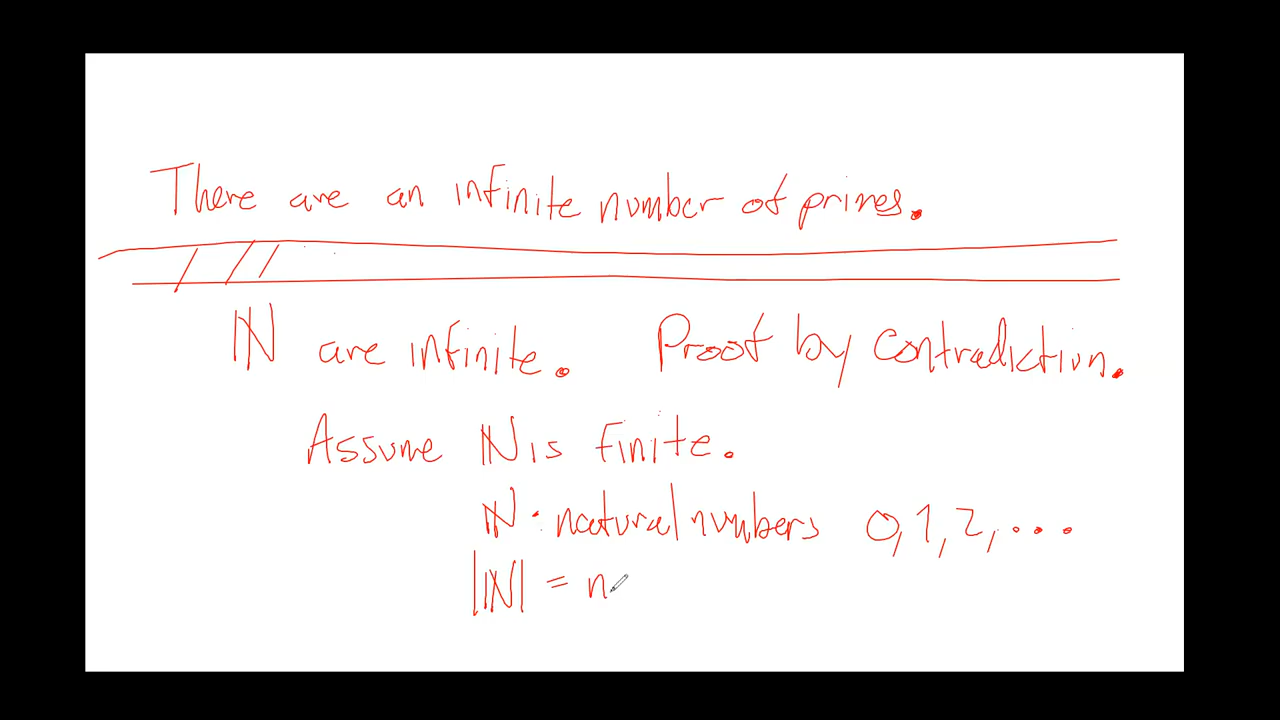 There are an infinite number of primes.
ℕ are infinite. Proof by contradiction.
Assume ℕ is finite.
ℕ: natural numbers 0, 1, 2, ...
|ℕ| = n